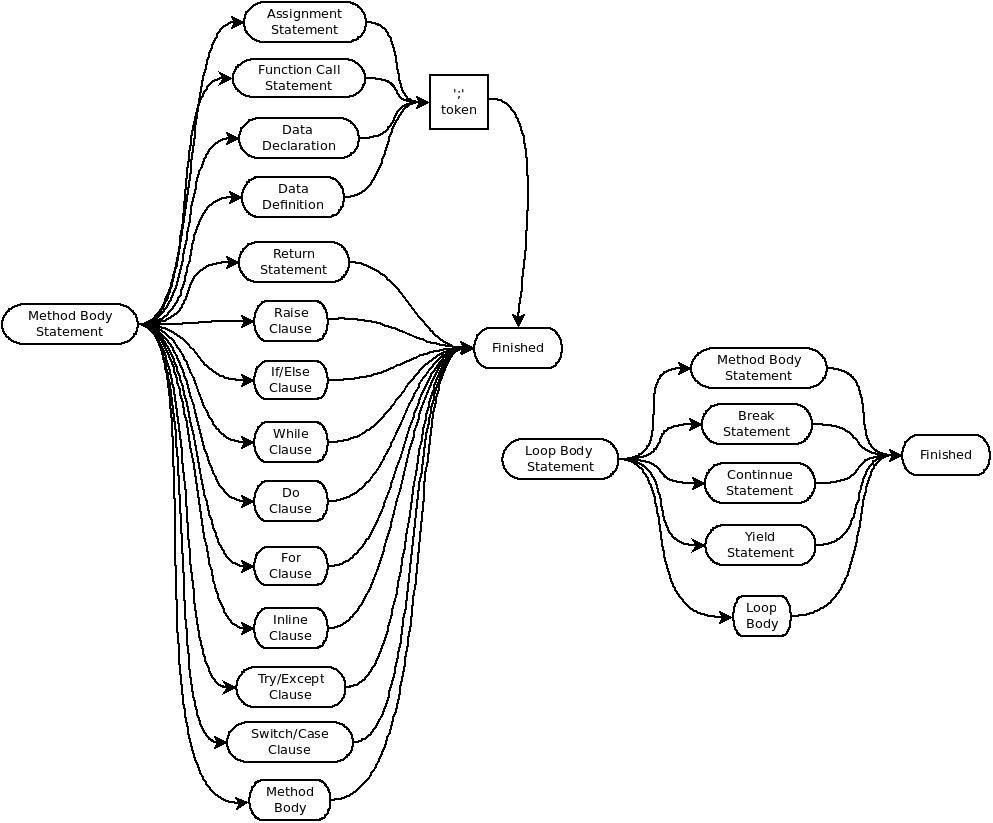 Assignment
Statement
Function Call
Statement
';'
token
Data
Declaration
Data
Definition
Return
Statement
Method Body
Statement
Raise
Clause
Finished
If/Else
Clause
While
Clause
Do
Clause
For
Clause
Inline
Clause
Try/Except
Clause
Switch/Case
Clause
Method
Body
Loop Body
Statement
Method Body
Statement
Break
Statement
Continnue
Statement
Yield
Statement
Loop
Body
Finished